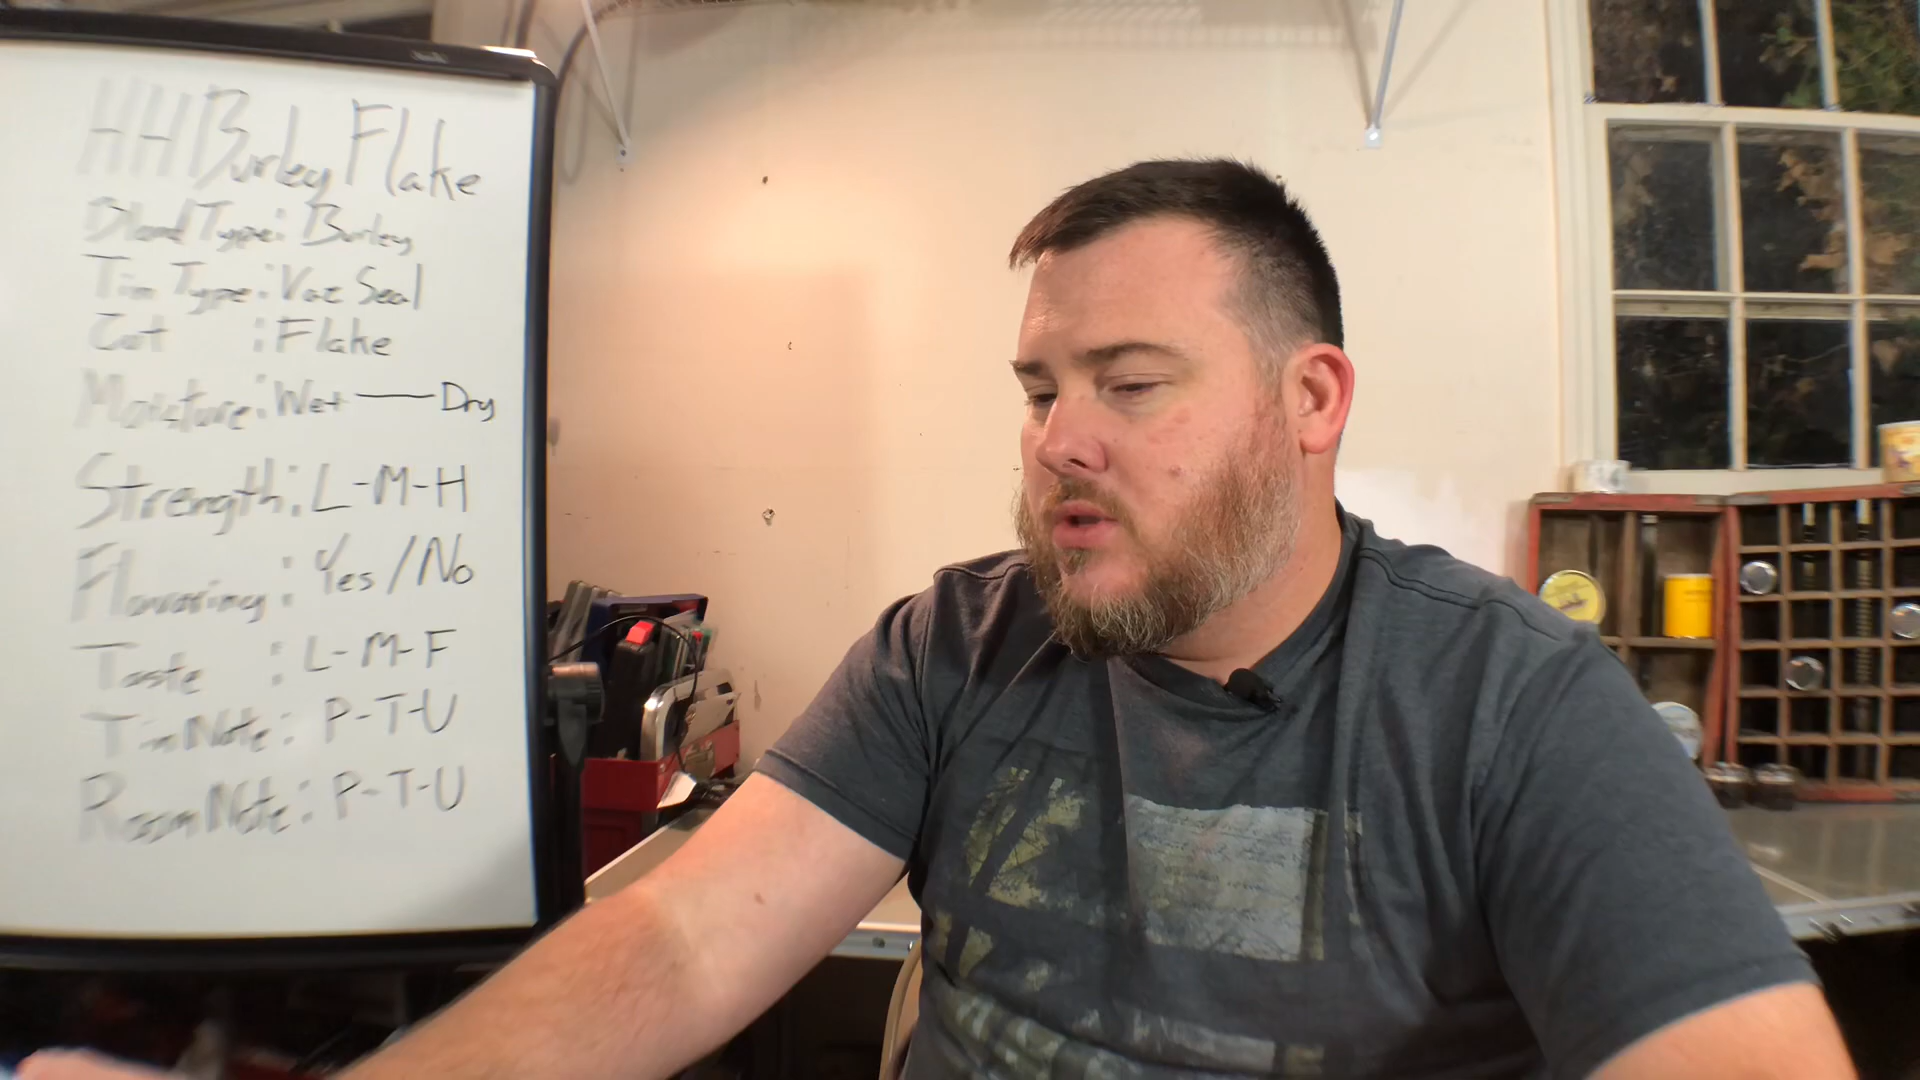 HH Burley Flake
Blend Type: Burley
Tin Type: Vac Seal
Cut : Flake
Moisture: Wet — Dry
Strength: L-M-H
Flavoring: Yes/No
Taste : L-M-F
Tin Note: P-T-U
Room Note: P-T-U